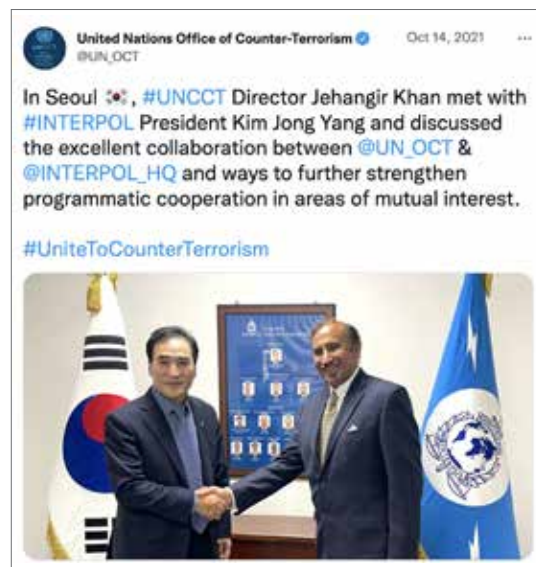 United Nations Office of Counter-Terrorism
Oct 14, 2021
@UN_OCT
In Seoul 🇰🇷, #UNCCT Director Jehangir Khan met with
#INTERPOL President Kim Jong Yang and discussed
the excellent collaboration between @UN_OCT &
@INTERPOL_HQ and ways to further strengthen
programmatic cooperation in areas of mutual interest.
#UniteToCounterTerrorism